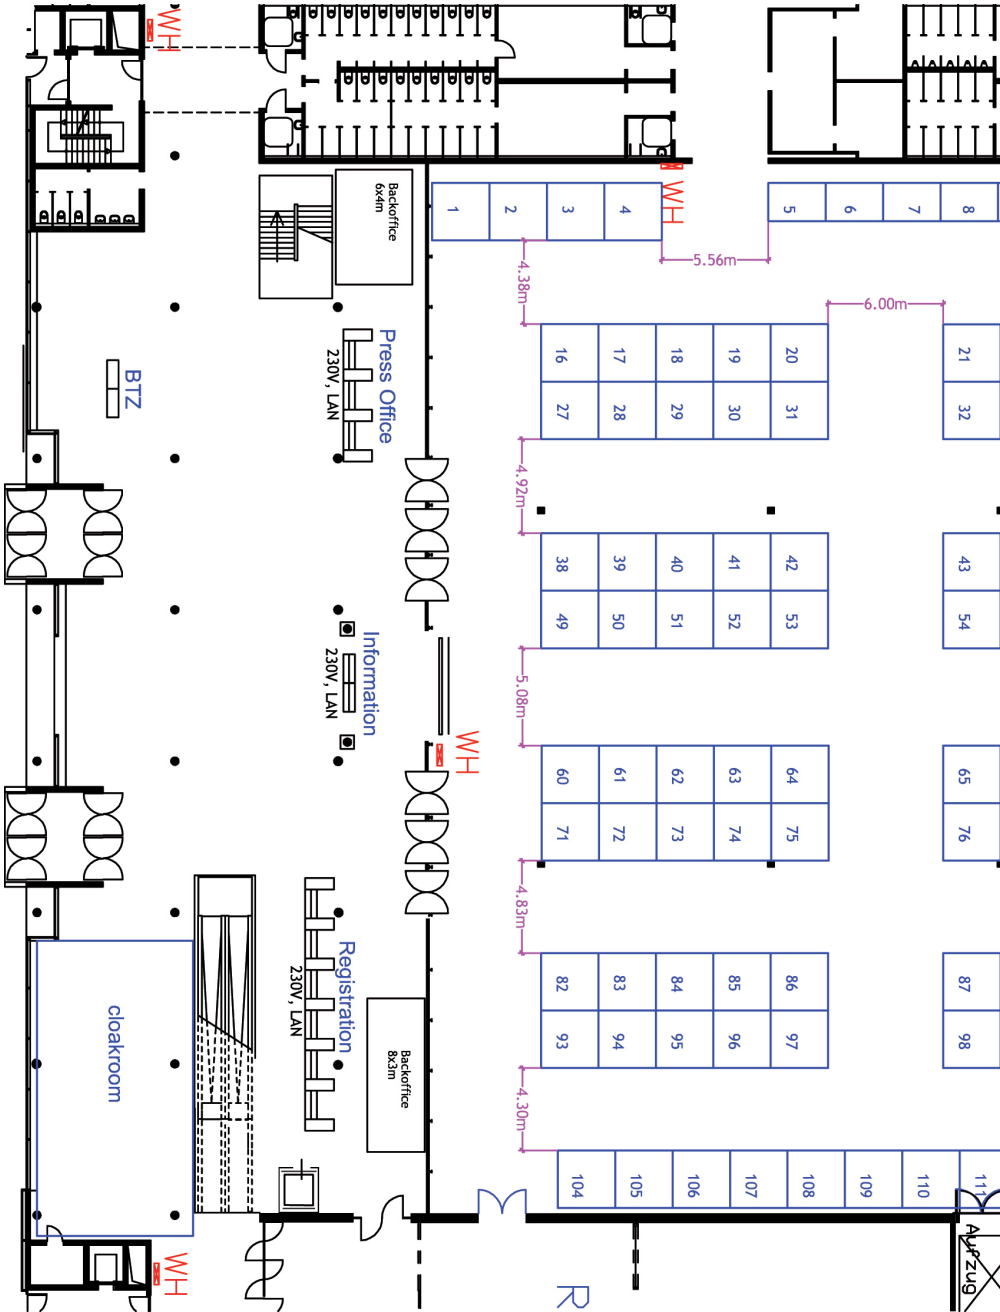 WH
Backoffice
6x4m
1 2 3 4
WH
5 6 7 8
5.56m
4.38m
6.00m
Press Office
230V, LAN
BTZ
16 17 18 19 20 21
27 28 29 30 31 32
4.92m
38 39 40 41 42 43
49 50 51 52 53 54
Information
230V, LAN
5.08m
WH
60 61 62 63 64 65
71 72 73 74 75 76
4.83m
Registration
230V, LAN
82 83 84 85 86 87
93 94 95 96 97 98
Backoffice
8x3m
cloakroom
4.30m
104 105 106 107 108 109 110 111
Aufzug
WH
R